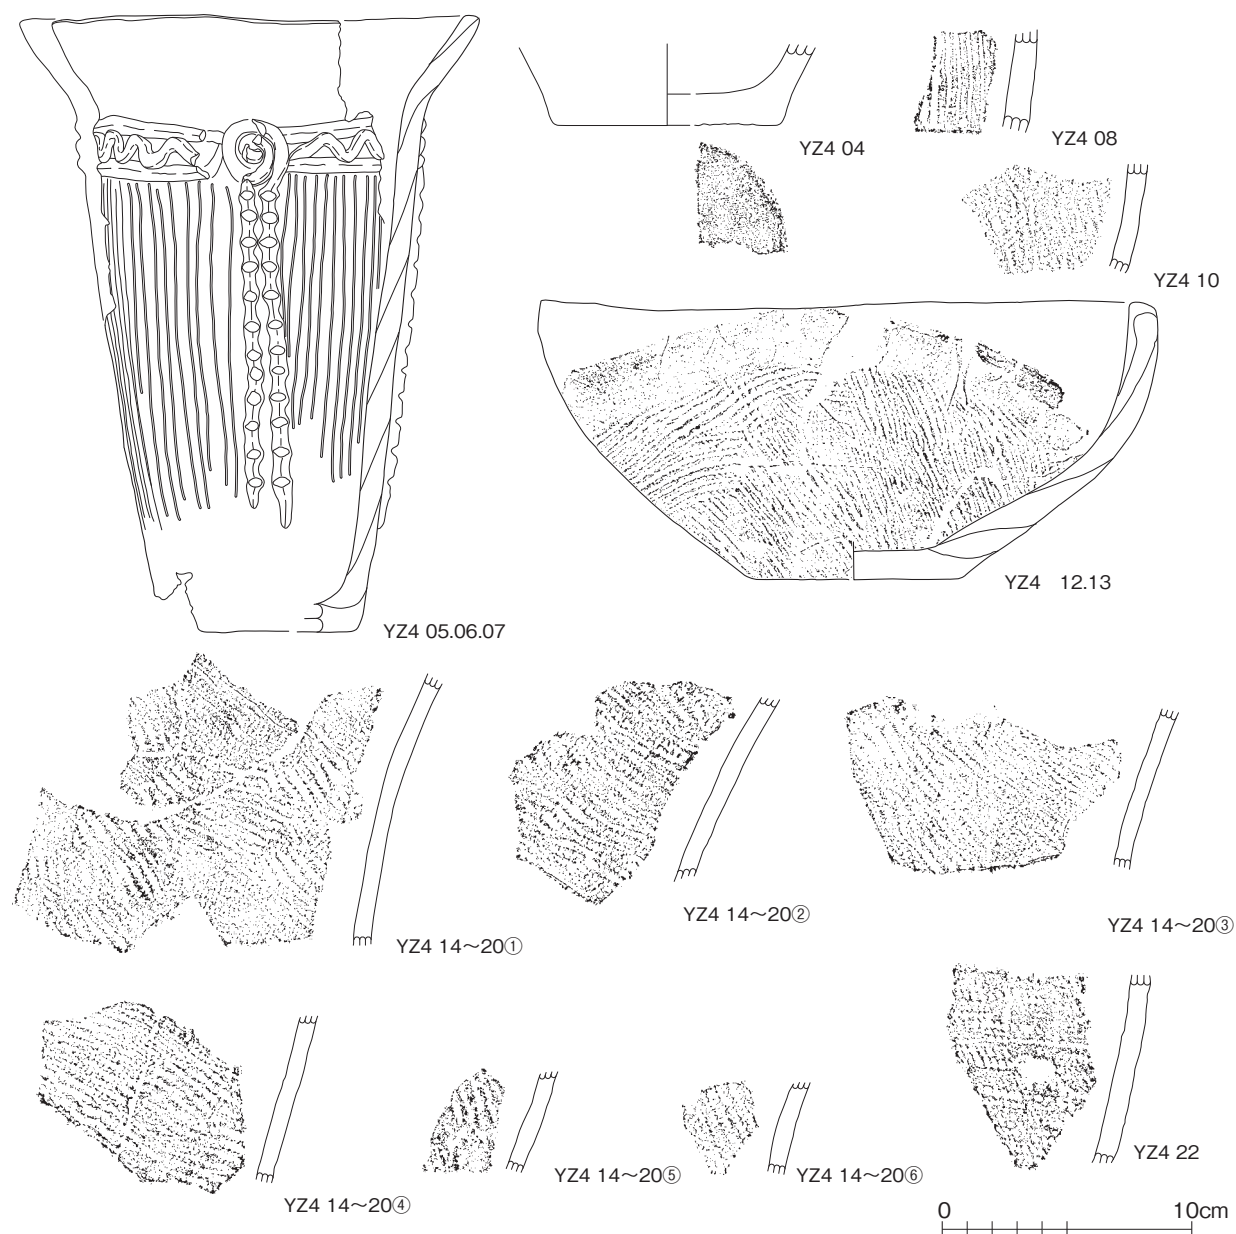 YZ4 04
YZ4 08
YZ4 10
YZ4 12.13
YZ4 05.06.07
YZ4 14～20①
YZ4 14～20②
YZ4 14～20③
YZ4 14～20④
YZ4 14～20⑤
YZ4 14～20⑥
YZ4 22
0 10cm